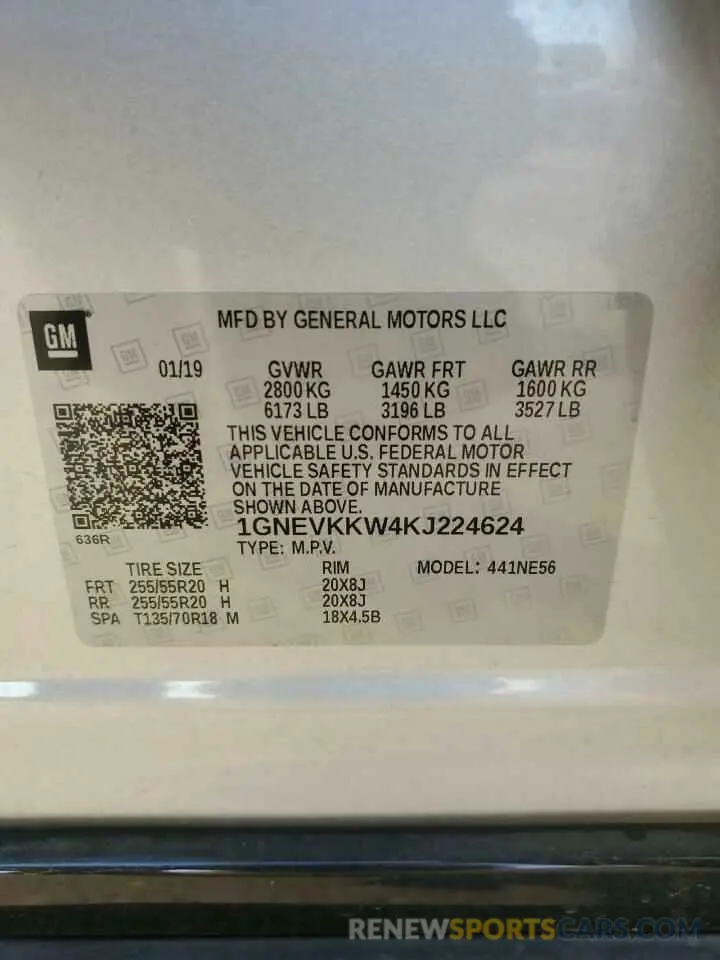 GM
MFD BY GENERAL MOTORS LLC
01/19 GVWR GAWR FRT GAWR RR
2800 KG 1450 KG 1600 KG
6173 LB 3196 LB 3527 LB
THIS VEHICLE CONFORMS TO ALL
APPLICABLE U.S. FEDERAL MOTOR
VEHICLE SAFETY STANDARDS IN EFFECT
ON THE DATE OF MANUFACTURE
SHOWN ABOVE.
1GNEVKKW4KJ224624
636R
TYPE: M.P.V.
TIRE SIZE RIM MODEL: 441NE56
FRT 255/55R20 H 20X8J
RR 255/55R20 H 20X8J
SPA T135/70R18 M 18X4.5B
RENEWSPORTSCARS.COM